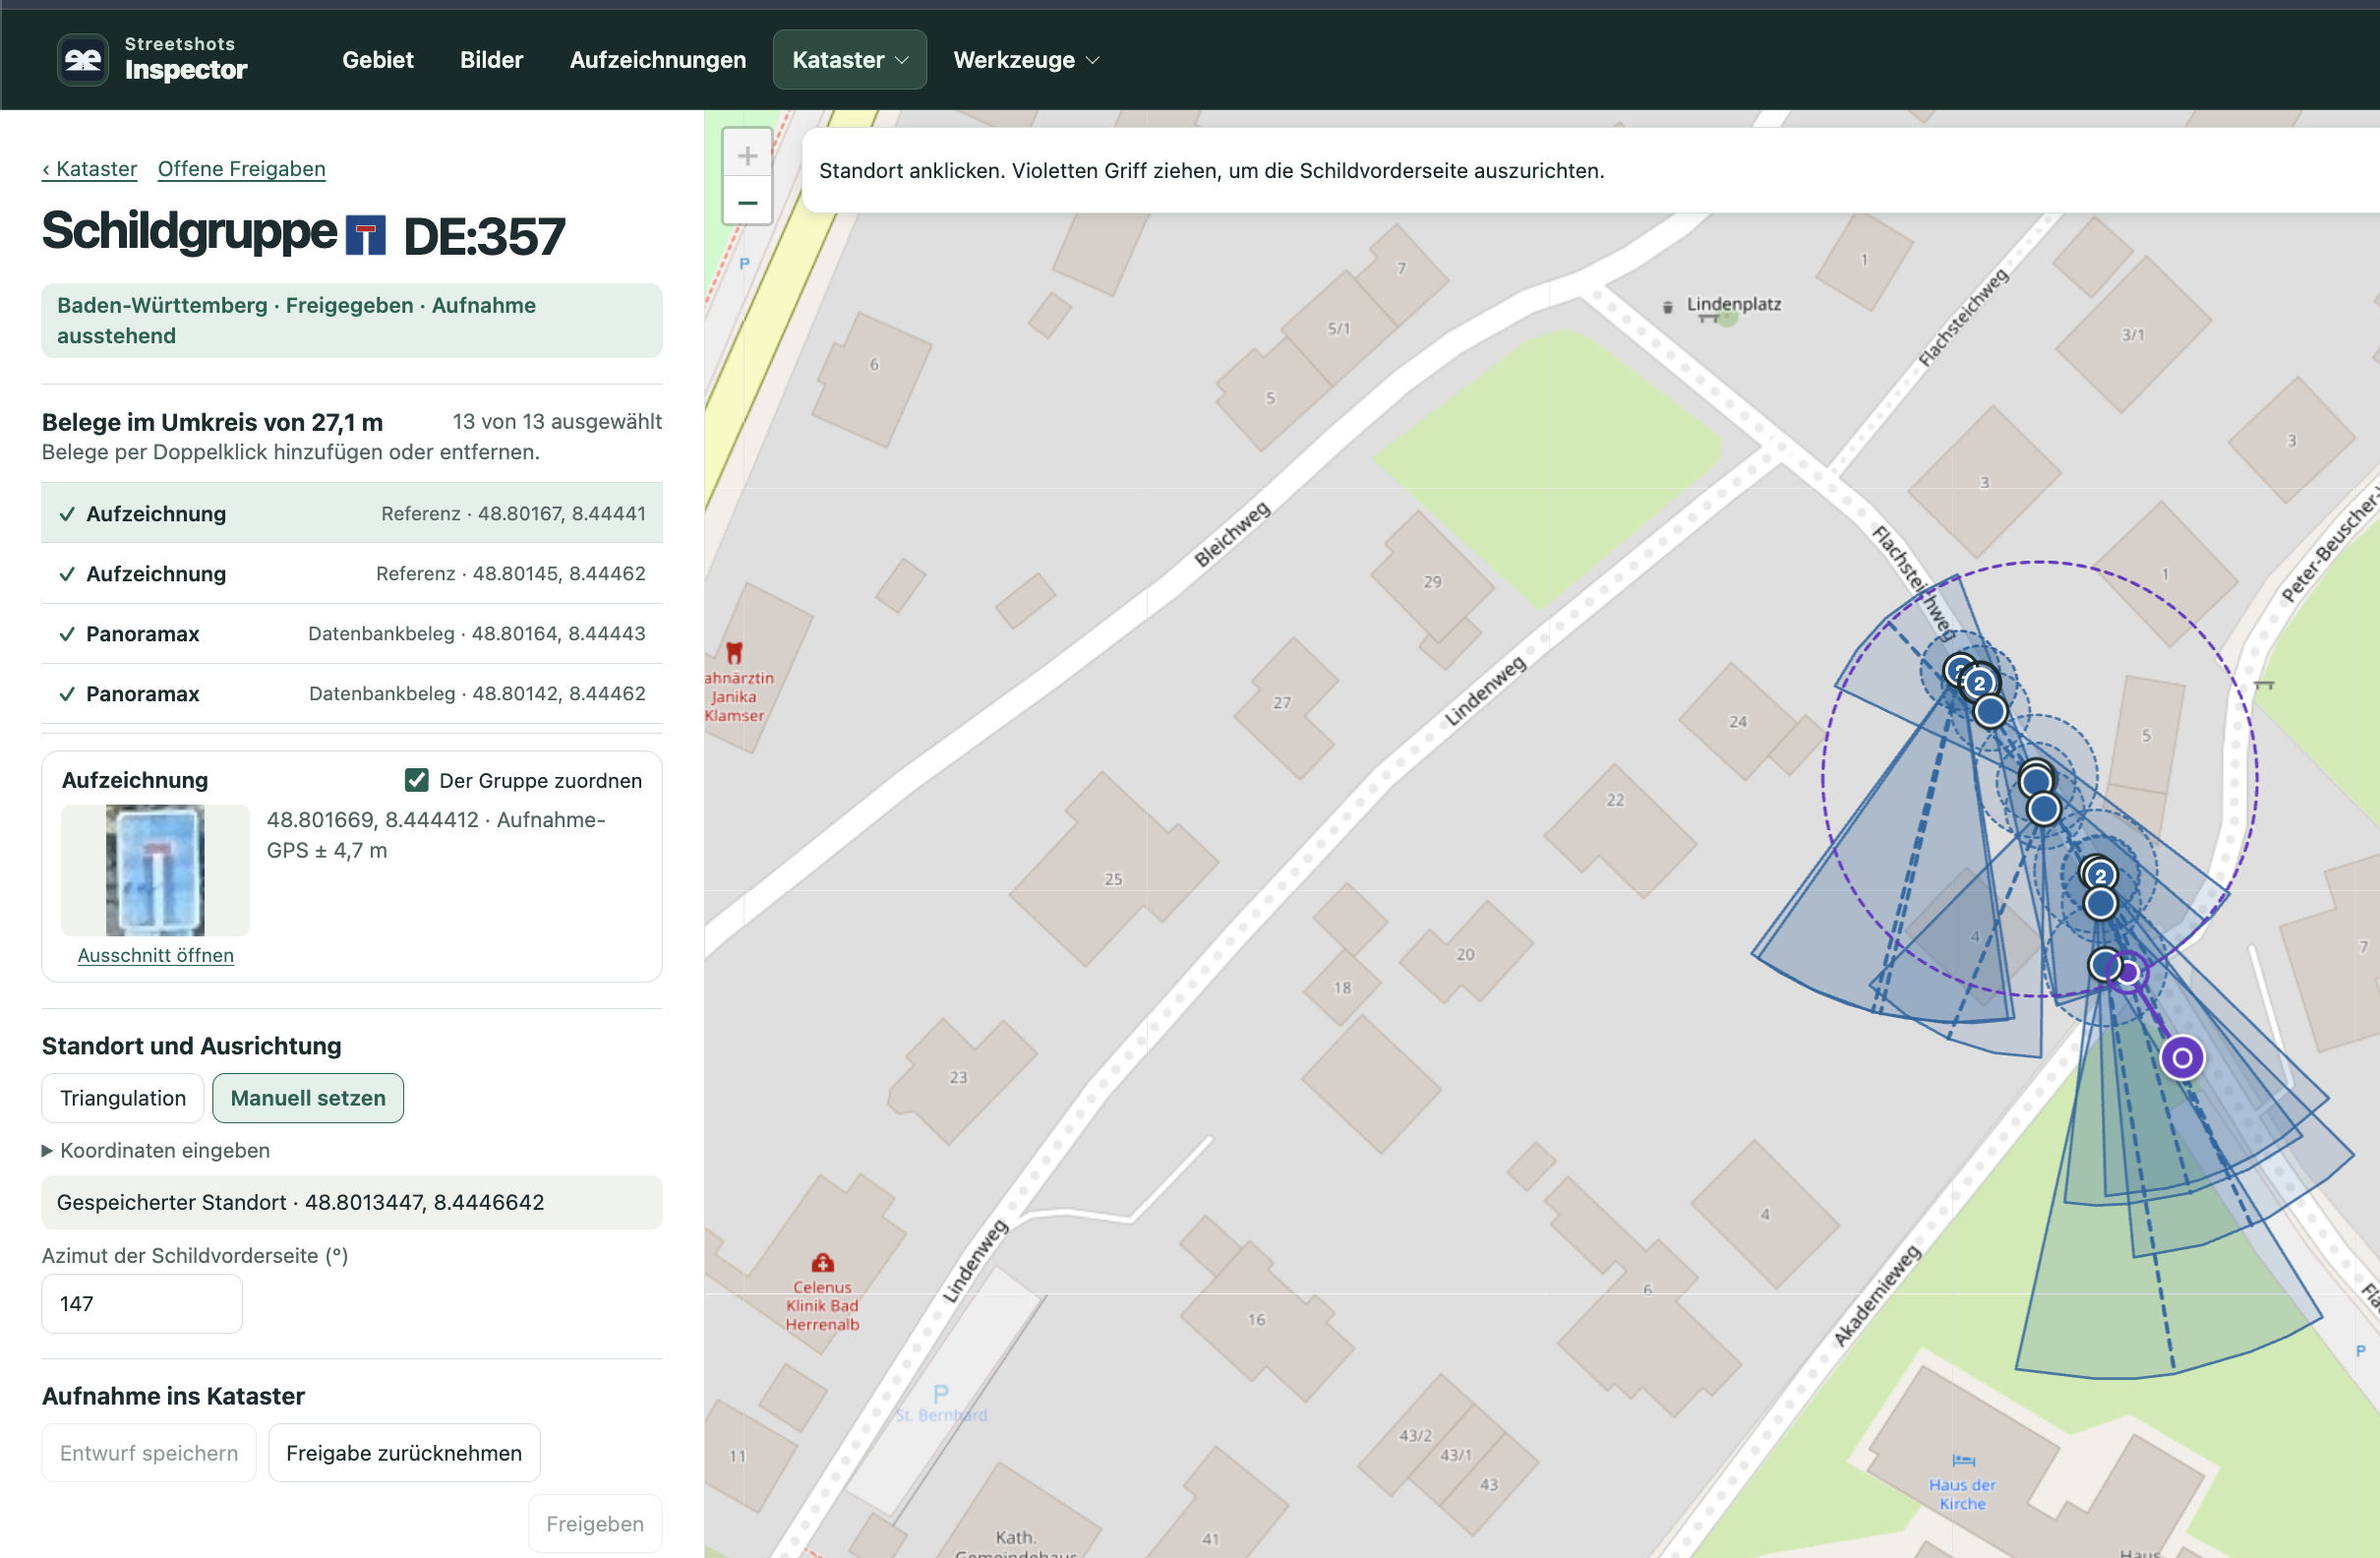 Streetshots
Inspector
Gebiet
Bilder
Aufzeichnungen
Kataster
Werkzeuge
‹ Kataster
Offene Freigaben
Schildgruppe DE:357
Baden-Württemberg · Freigegeben · Aufnahme
ausstehend
Belege im Umkreis von 27,1 m
13 von 13 ausgewählt
Belege per Doppelklick hinzufügen oder entfernen.
Aufzeichnung
Referenz · 48.80167, 8.44441
Aufzeichnung
Referenz · 48.80145, 8.44462
Panoramax
Datenbankbeleg · 48.80164, 8.44443
Panoramax
Datenbankbeleg · 48.80142, 8.44462
Aufzeichnung
Der Gruppe zuordnen
48.801669, 8.444412 · Aufnahme-
GPS ± 4,7 m
Ausschnitt öffnen
Standort und Ausrichtung
Triangulation
Manuell setzen
Koordinaten eingeben
Gespeicherter Standort · 48.8013447, 8.4446642
Azimut der Schildvorderseite (°)
147
Aufnahme ins Kataster
Entwurf speichern
Freigabe zurücknehmen
Freigeben
+
−
Standort anklicken. Violetten Griff ziehen, um die Schildvorderseite auszurichten.
P
7
1
Lindenplatz
5/1
3/1
Flachsteichweg
6
5
3
3
Bleichweg
Flachsteichweg
Peter-Beuscher-
29
1
Lindenweg
ahnärztin
Janika
Klamser
27
24
5
2
22
25
2
4
20
18
7
23
Lindenweg
4
Akademieweg
Celenus
Klinik Bad
Herrenalb
6
16
P
P
St. Bernhard
43/2
43/1
43
11
Haus der
Kirche
Kath.
41
Haus